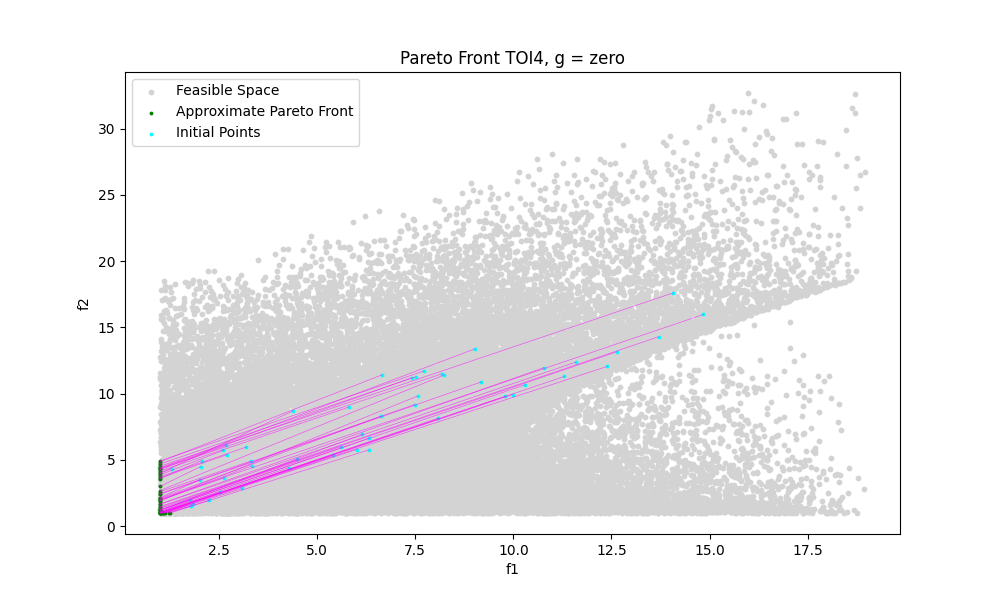 Pareto Front TOI4, g = zero
Feasible Space
Approximate Pareto Front
Initial Points
30
25
20
15
10
5
0
f2
2.5 5.0 7.5 10.0 12.5 15.0 17.5
f1